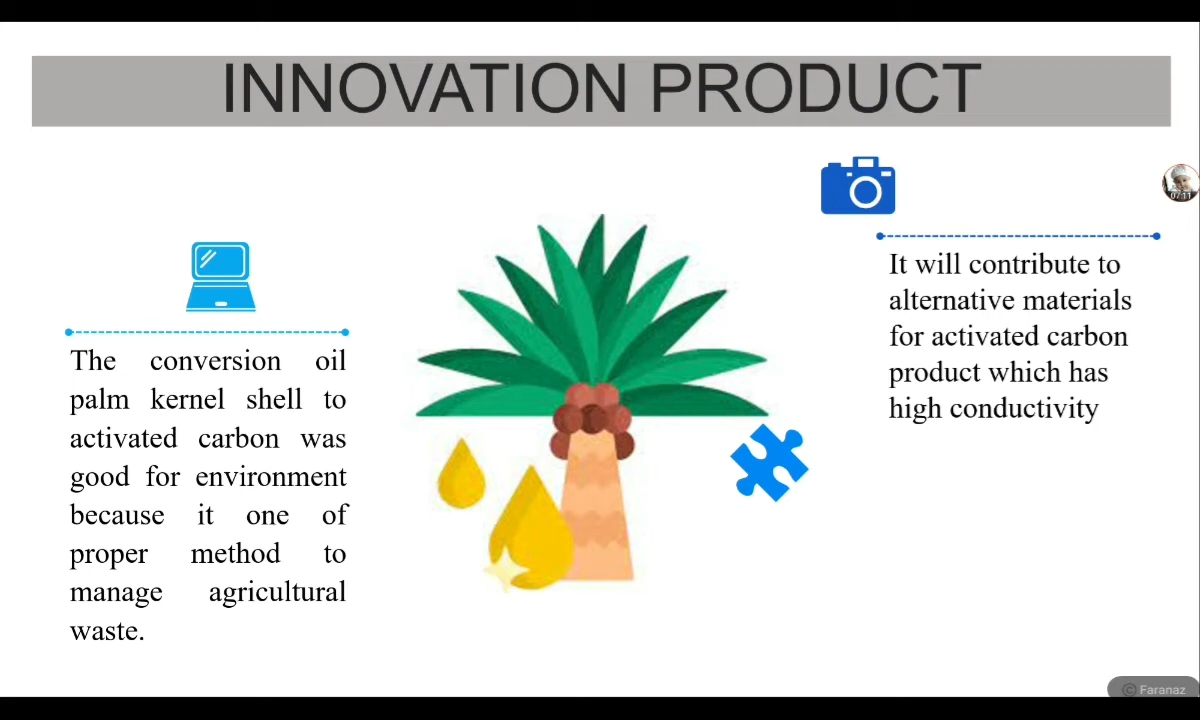 INNOVATION PRODUCT
The conversion oil
palm kernel shell to
activated carbon was
good for environment
because it one of
proper method to
manage agricultural
waste.
It will contribute to
alternative materials
for activated carbon
product which has
high conductivity
07:11
© Faranaz